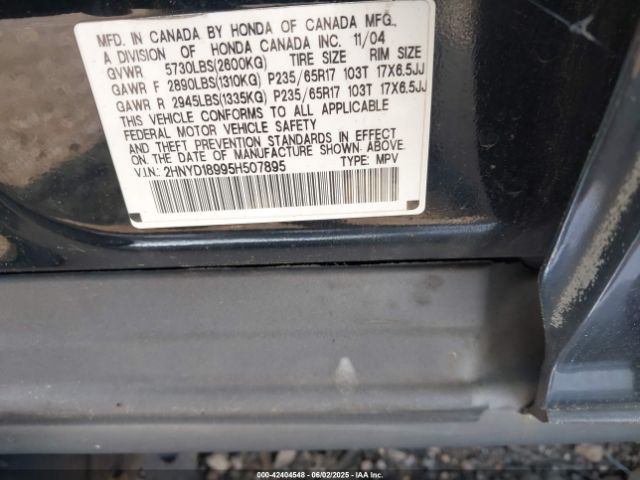 MFD. IN CANADA BY HONDA OF CANADA MFG.,
A DIVISION OF HONDA CANADA INC. 11/04
GVWR 5730LBS(2600KG) TIRE SIZE RIM SIZE
GAWR F 2890LBS(1310KG) P235/65R17 103T 17X6.5JJ
GAWR R 2945LBS(1335KG) P235/65R17 103T 17X6.5JJ
THIS VEHICLE CONFORMS TO ALL APPLICABLE
FEDERAL MOTOR VEHICLE SAFETY
AND THEFT PREVENTION STANDARDS IN EFFECT
ON THE DATE OF MANUFACTURE SHOWN ABOVE.
V.I.N.: 2HNYD18995H507895 TYPE: MPV
000-42404548 - 06/02/2025 - IAA Inc.